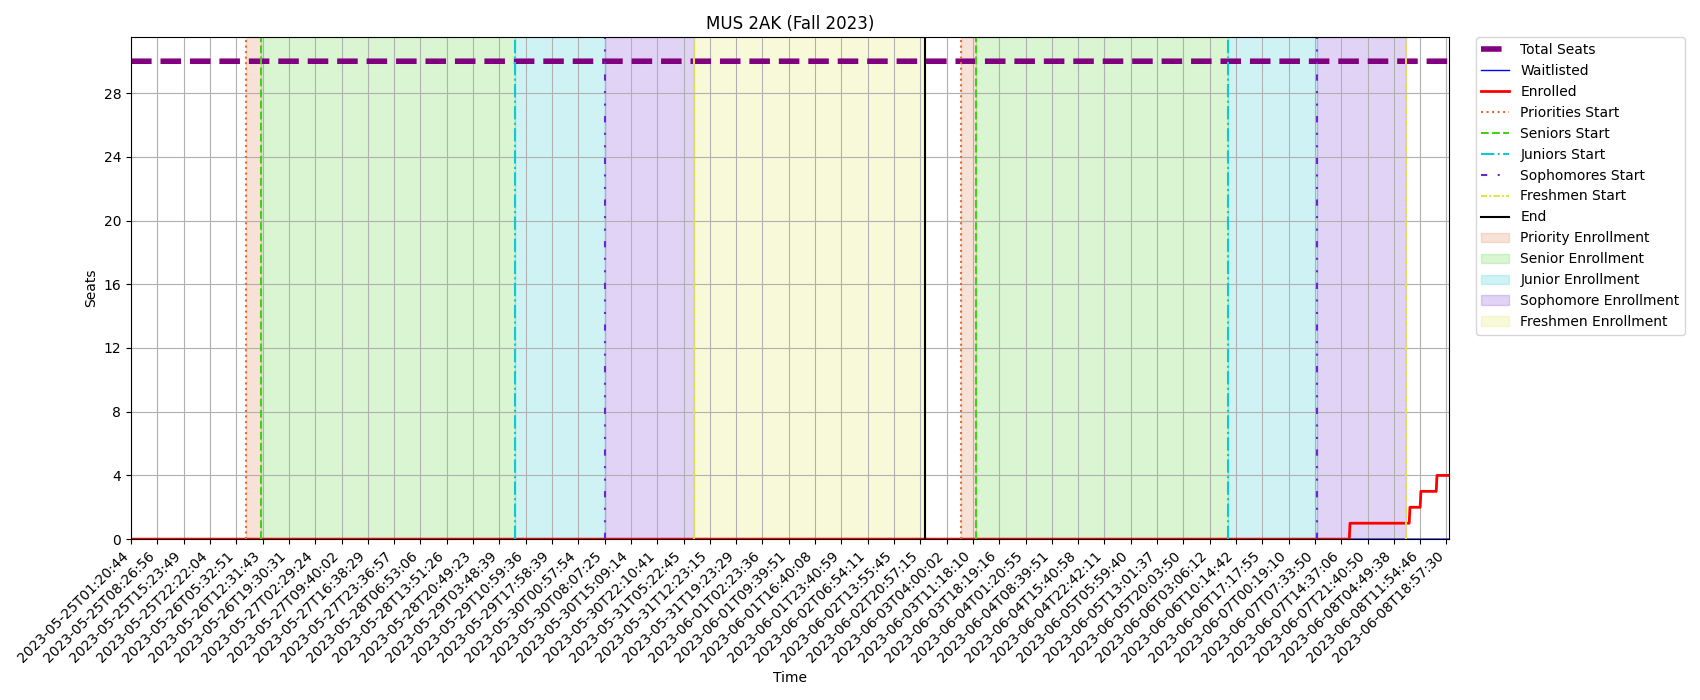 MUS 2AK (Fall 2023)
Seats
28
24
20
16
12
8
4
0
2023-05-25T01:20:44
2023-05-25T08:26:56
2023-05-25T15:23:49
2023-05-25T22:22:04
2023-05-26T05:32:51
2023-05-26T12:31:43
2023-05-26T19:30:31
2023-05-27T02:29:24
2023-05-27T09:40:02
2023-05-27T16:38:29
2023-05-27T23:36:57
2023-05-28T06:53:06
2023-05-28T13:51:26
2023-05-28T20:49:23
2023-05-29T03:48:39
2023-05-29T10:59:36
2023-05-29T17:58:39
2023-05-30T00:57:54
2023-05-30T08:07:25
2023-05-30T15:09:14
2023-05-30T22:10:41
2023-05-31T05:22:45
2023-05-31T12:23:15
2023-05-31T19:23:29
2023-06-01T02:23:36
2023-06-01T09:39:51
2023-06-01T16:40:08
2023-06-01T23:40:59
2023-06-02T06:54:11
2023-06-02T13:55:45
2023-06-02T20:57:15
2023-06-03T04:00:02
2023-06-03T11:18:10
2023-06-03T18:19:16
2023-06-04T01:20:55
2023-06-04T08:39:51
2023-06-04T15:40:58
2023-06-04T22:42:11
2023-06-05T05:59:40
2023-06-05T13:01:37
2023-06-05T20:03:50
2023-06-06T03:06:12
2023-06-06T10:14:42
2023-06-06T17:17:55
2023-06-07T00:19:10
2023-06-07T07:33:50
2023-06-07T14:37:06
2023-06-07T21:40:50
2023-06-08T04:49:38
2023-06-08T11:54:46
2023-06-08T18:57:30
Time
Total Seats
Waitlisted
Enrolled
Priorities Start
Seniors Start
Juniors Start
Sophomores Start
Freshmen Start
End
Priority Enrollment
Senior Enrollment
Junior Enrollment
Sophomore Enrollment
Freshmen Enrollment